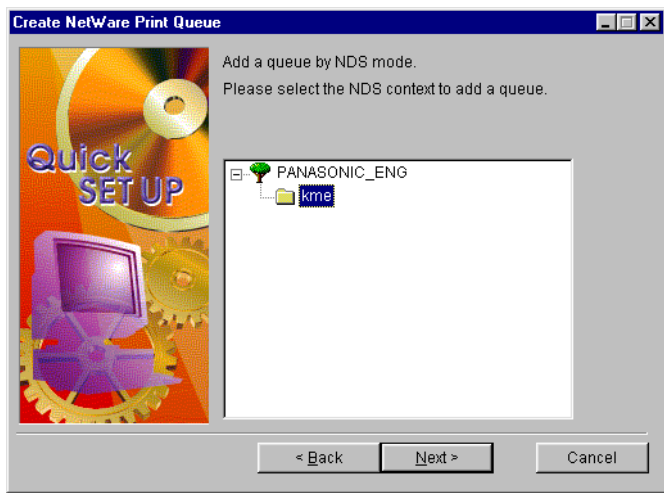 Create NetWare Print Queue
Add a queue by NDS mode.
Please select the NDS context to add a queue.
Quick
SET UP
PANASONIC_ENG
kme
< Back
Next >
Cancel